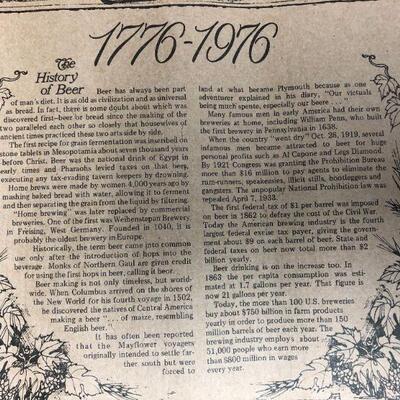 1776-1976
The
History
of Beer
Beer has always been part
of man's diet. It is as old as civilization and as universal
as bread. In fact, there is some doubt about which was
discovered first—beer or bread since the making of the
two paralleled each other so closely that housewives of
ancient times practiced these two arts side by side.
The first recipe for grain fermentation was inscribed on
stone tablets in Mesopotamia about seven thousand years
before Christ. Beer was the national drink of Egypt in
early times and Pharaohs levied taxes on that beer,
executing any tax-evading tavern keepers by drowning.
Home brews were made by women 4,000 years ago by
mashing baked bread with water, allowing it to ferment
and then separating the grain from the liquid by filtering.
"Home brewing" was later replaced by commercial
breweries. One of the first was Weihenstephan Brewery
in Freising, West Germany. Founded in 1040, it is
probably the oldest brewery in Europe.
Historically, the term beer came into common
use only after the introduction of hops into the
beverage. Monks of Northern Gaul are given credit
for using the first hops in beer, calling it beer.
Beer making is not only timeless, but world-
wide. When Columbus arrived on the shores of
the New World for his fourth voyage in 1502,
he discovered the natives of Central America
making a beer "... of maize, resembling
English beer."
It has often been reported
that the Mayflower voyagers
originally intended to settle far-
ther south but were
forced to
land at what became Plymouth because as one
adventurer explained in his diary, "Our victuals
being much spente, especially our beere . . ."
Many famous men in early America had their own
breweries at home, including William Penn, who built
the first brewery in Pennsylvania in 1638.
When the country "went dry" Oct. 26, 1919, several
infamous men became attracted to beer for huge
personal profits such as Al Capone and Legs Diamond.
By 1921 Congress was granting the Prohibition Bureau
more than $16 million to pay agents to eliminate the
rum-runners, speakeasies, illicit stills, bootleggers and
gangsters. The unpopular National Prohibition law was
repealed April 7, 1933.
The first federal tax of $1 per barrel was imposed
on beer in 1862 to defray the cost of the Civil War.
Today the American brewing industry is the fourth
largest federal excise tax payer, giving the govern-
ment about $9 on each barrel of beer. State and
federal taxes on beer now total more than $2
billion yearly.
Beer drinking is on the increase too. In
1863 the per capita consumption was esti-
mated at 1.7 gallons per year. That figure is
now 21 gallons per year.
Today, the more than 100 U.S. breweries
buy about $750 billion in farm products
yearly in order to produce more than 150
million barrels of beer each year. The
brewing industry employs about
51,000 people who earn more
than $800 million in wages
every year.